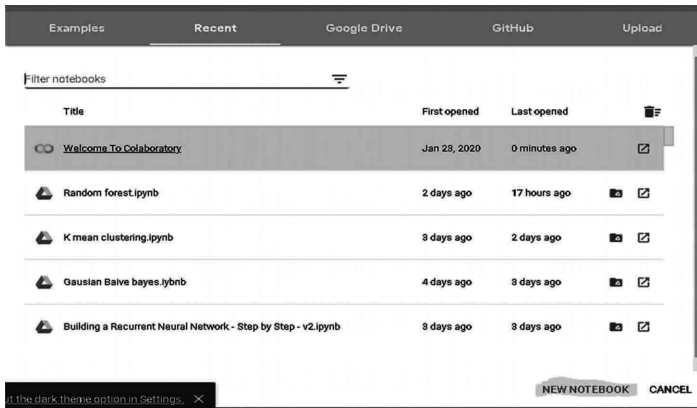 Examples Recent Google Drive GitHub Upload
Filter notebooks
Title First opened Last opened
Welcome To Colaboratory Jan 23, 2020 0 minutes ago
Random forest.ipynb 2 days ago 17 hours ago
K mean clustering.ipynb 3 days ago 2 days ago
Gausian Baive bayes.iybnb 4 days ago 3 days ago
Building a Recurrent Neural Network - Step by Step - v2.ipynb 3 days ago 3 days ago
NEW NOTEBOOK CANCEL
ut the dark theme option in Settings. X